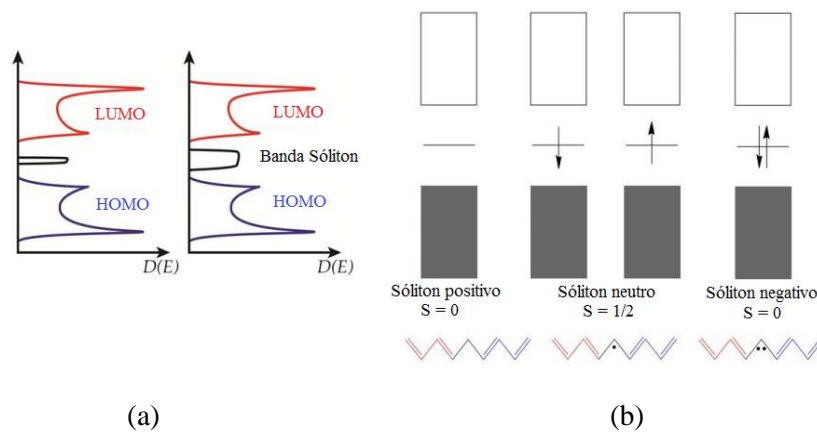 LUMO
LUMO
Banda Sóliton
HOMO
HOMO
D(E)
D(E)
Sóliton positivo
S = 0
Sóliton neutro
S = 1/2
Sóliton negativo
S = 0
(a)
(b)